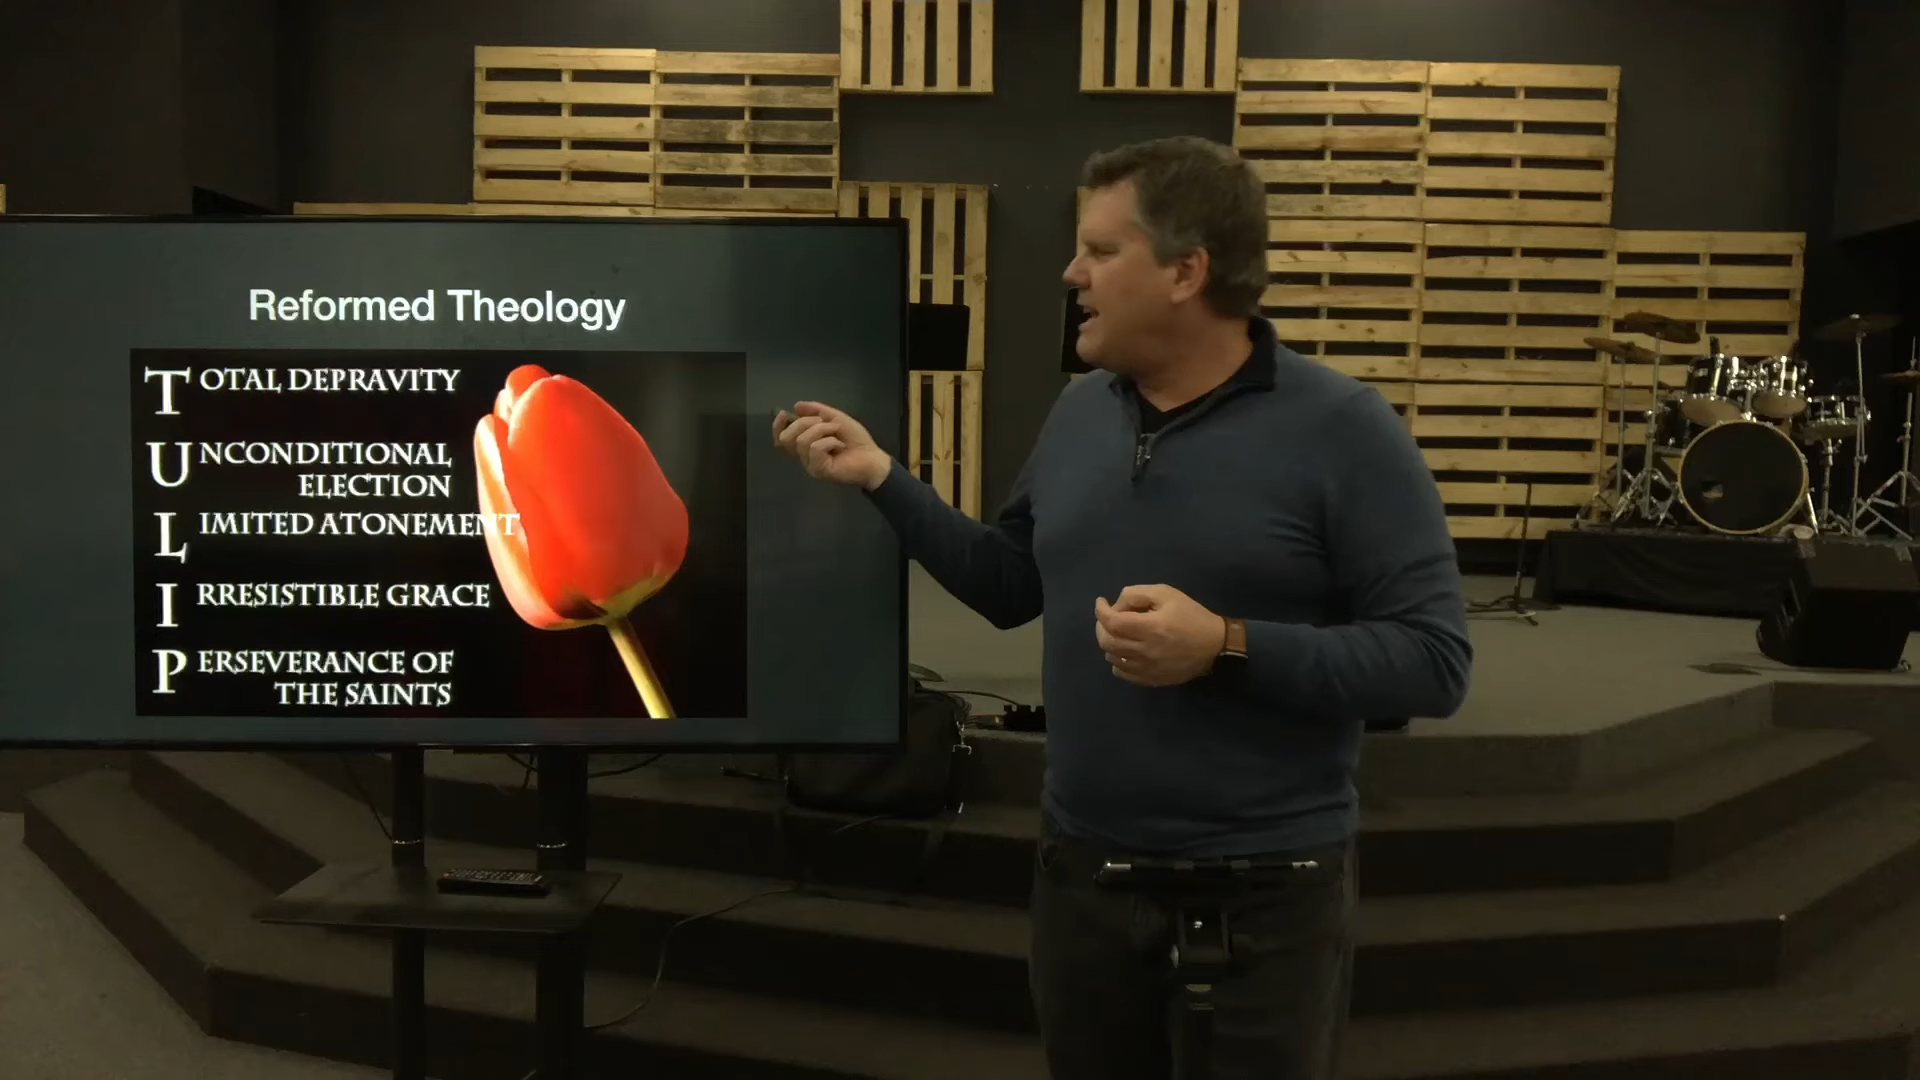 Reformed Theology
TOTAL DEPRAVITY
UNCONDITIONAL
ELECTION
LIMITED ATONEMENT
IRRESISTIBLE GRACE
PERSEVERANCE OF
THE SAINTS